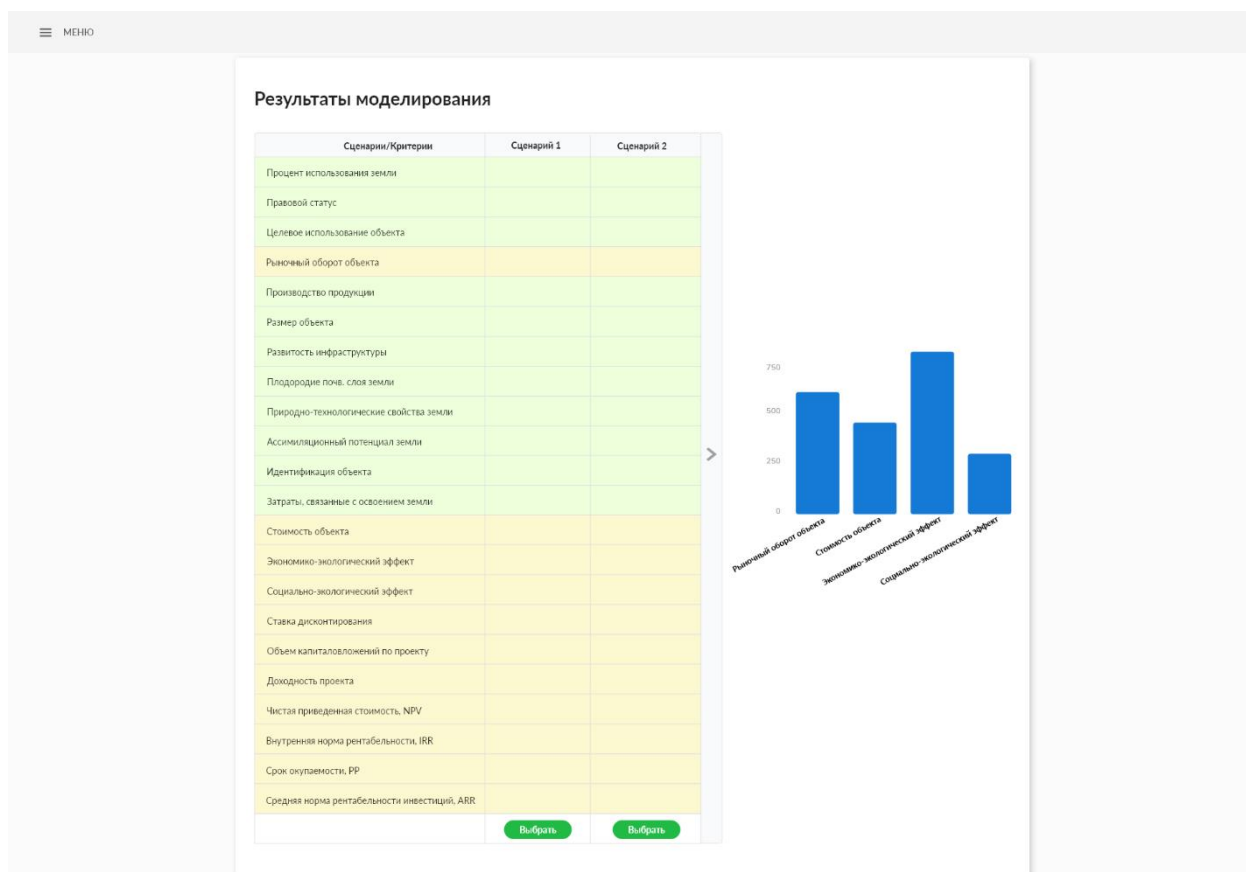 МЕНЮ
Результаты моделирования
Сценарии/Критерии Сценарий 1 Сценарий 2
Процент использования земли
Правовой статус
Целевое использование объекта
Рыночный оборот объекта
Производство продукции
Размер объекта
Развитость инфраструктуры
Плодородие почв. слоя земли
Природно-технологические свойства земли
Ассимиляционный потенциал земли
Идентификация объекта
Затраты, связанные с освоением земли
Стоимость объекта
Экономико-экологический эффект
Социально-экологический эффект
Ставка дисконтирования
Объем капиталовложений по проекту
Доходность проекта
Чистая приведенная стоимость, NPV
Внутренняя норма рентабельности, IRR
Срок окупаемости, PP
Средняя норма рентабельности инвестиций, ARR
Выбрать Выбрать
750
500
250
0
Рыночный оборот объекта
Стоимость объекта
Экономико-экологический эффект
Социально-экологический эффект